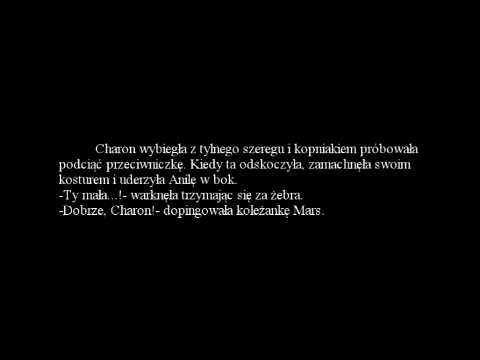 Charon wybiegła z tylnego szeregu i kopniakiem próbowała
podciąć przeciwniczkę. Kiedy ta odskoczyła, zamachnęła swoim
kosturem i uderzyła Anilę w bok.
-Ty mała...!- warknęła trzymając się za żebra.
-Dobrze, Charon!- dopingowała koleżankę Mars.